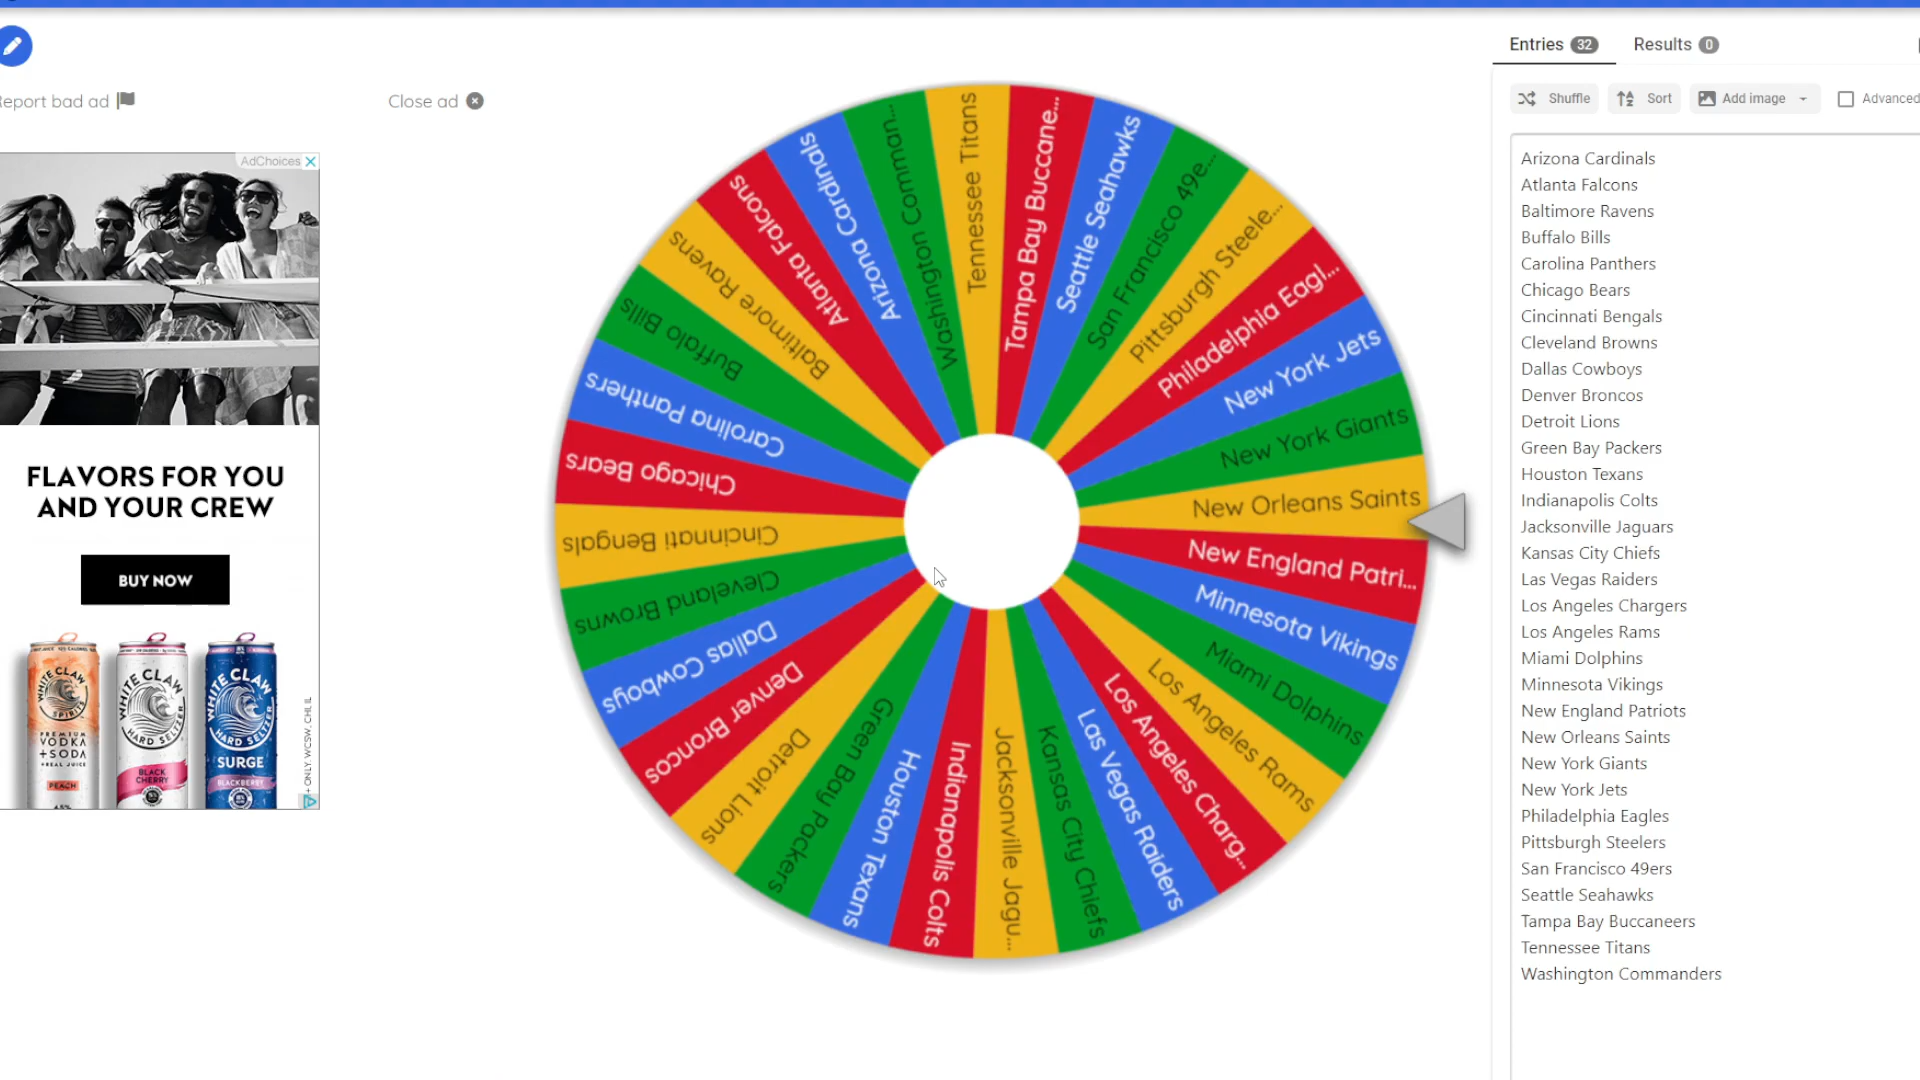 Entries 32 Results 0
Report bad ad
Close ad
Shuffle Sort Add image Advanced
AdChoices
FLAVORS FOR YOU
AND YOUR CREW
BUY NOW
WHITE CLAW
SPIRITS
PREMIUM
VODKA
+SODA
+REAL JUICE
PEACH
WHITE CLAW
HARD SELTZER
BLACK
CHERRY
WHITE CLAW
HARD SELTZER
SURGE
BLACKBERRY
Tennessee Titans
Tampa Bay Buccane...
Seattle Seahawks
San Francisco 49e...
Pittsburgh Steele...
Philadelphia Eagl...
New York Jets
New York Giants
New Orleans Saints
New England Patri...
Minnesota Vikings
Miami Dolphins
Los Angeles Rams
Los Angeles Charg...
Las Vegas Raiders
Kansas City Chiefs
Jacksonville Jagu...
Indianapolis Colts
Houston Texans
Green Bay Packers
Detroit Lions
Denver Broncos
Dallas Cowboys
Cleveland Browns
Cincinnati Bengals
Chicago Bears
Carolina Panthers
Buffalo Bills
Baltimore Ravens
Atlanta Falcons
Arizona Cardinals
Washington Comman...
Arizona Cardinals
Atlanta Falcons
Baltimore Ravens
Buffalo Bills
Carolina Panthers
Chicago Bears
Cincinnati Bengals
Cleveland Browns
Dallas Cowboys
Denver Broncos
Detroit Lions
Green Bay Packers
Houston Texans
Indianapolis Colts
Jacksonville Jaguars
Kansas City Chiefs
Las Vegas Raiders
Los Angeles Chargers
Los Angeles Rams
Miami Dolphins
Minnesota Vikings
New England Patriots
New Orleans Saints
New York Giants
New York Jets
Philadelphia Eagles
Pittsburgh Steelers
San Francisco 49ers
Seattle Seahawks
Tampa Bay Buccaneers
Tennessee Titans
Washington Commanders